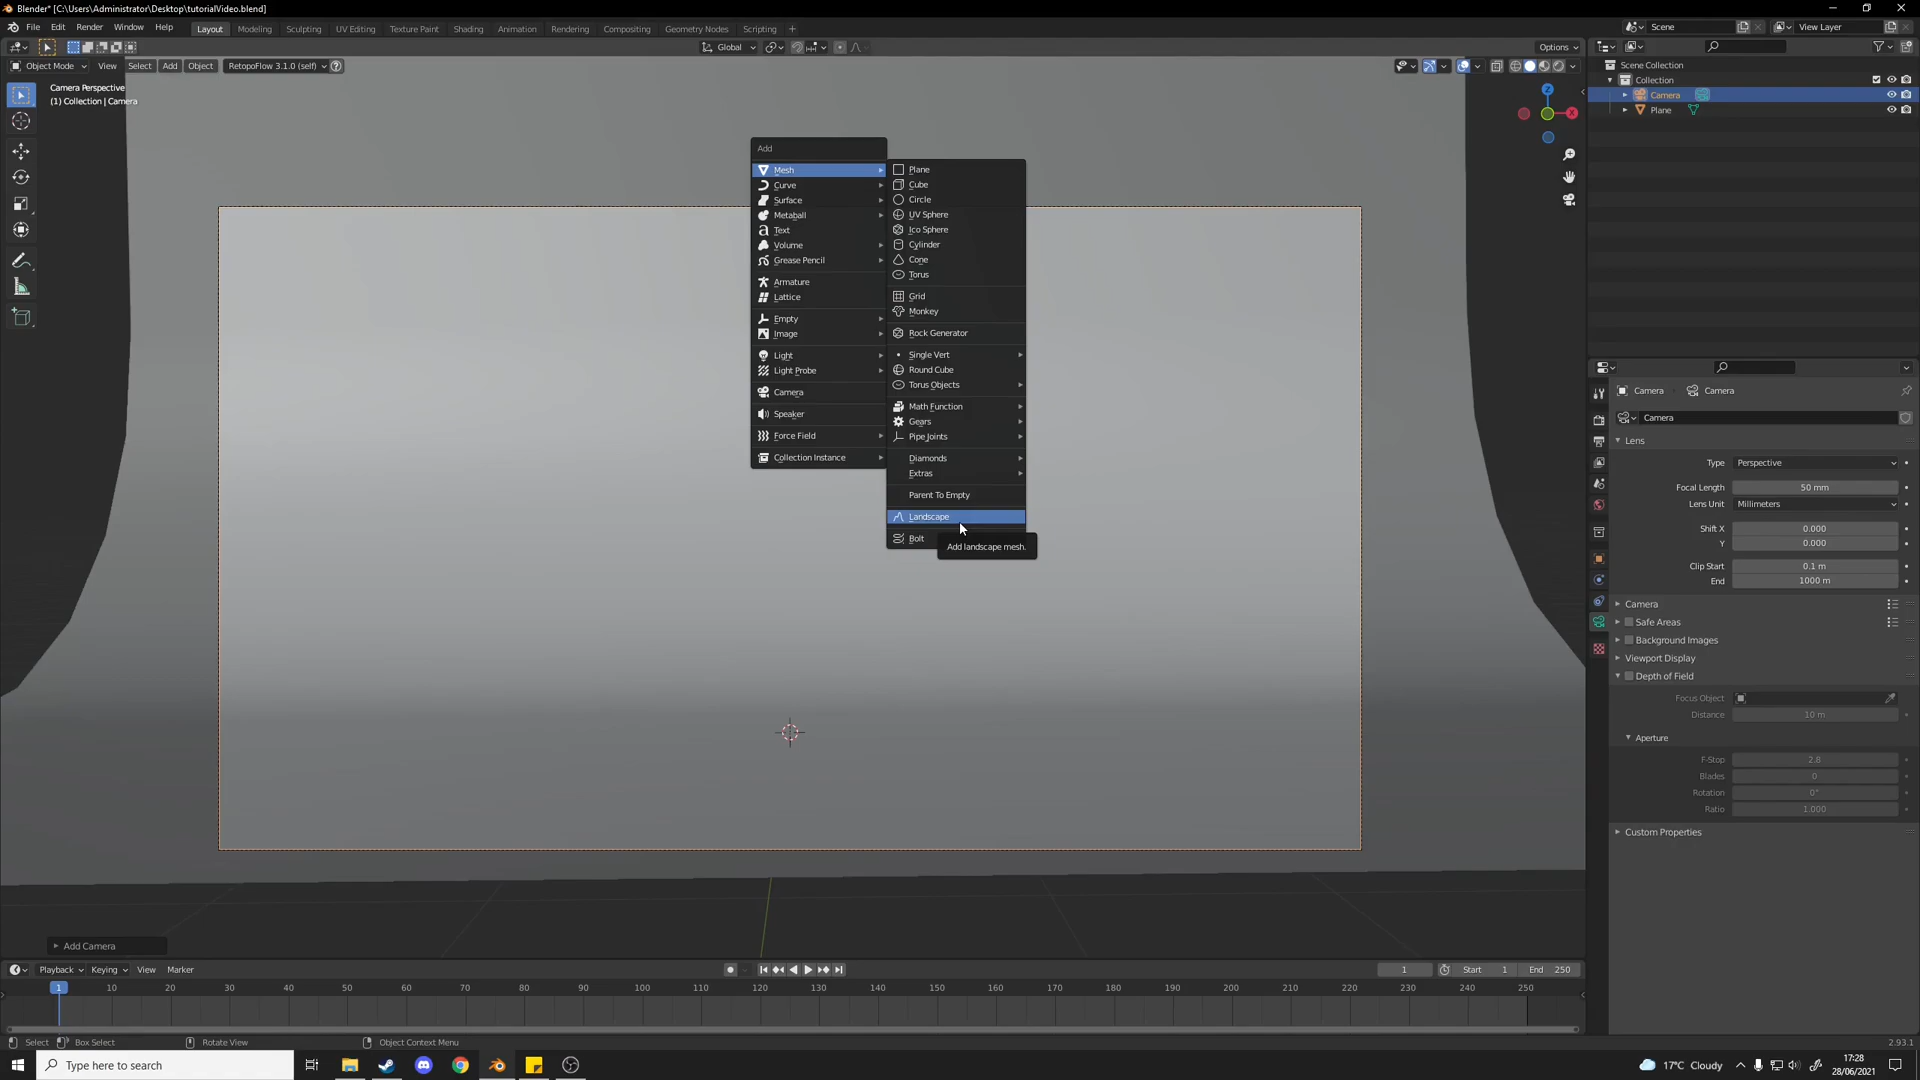 Blender* [C:\Users\Administrator\Desktop\tutorialVideo.blend]
File Edit Render Window Help Layout Modeling Sculpting UV Editing Texture Paint Shading Animation Rendering Compositing Geometry Nodes Scripting + Scene View Layer
Global Options
Object Mode View Select Add Object RetopoFlow 3.1.0 (self)
Camera Perspective
(1) Collection | Camera
Z
X
Add
Mesh
Curve
Surface
Metaball
Text
Volume
Grease Pencil
Armature
Lattice
Empty
Image
Light
Light Probe
Camera
Speaker
Force Field
Collection Instance
Plane
Cube
Circle
UV Sphere
Ico Sphere
Cylinder
Cone
Torus
Grid
Monkey
Rock Generator
Single Vert
Round Cube
Torus Objects
Math Function
Gears
Pipe Joints
Diamonds
Extras
Parent To Empty
Landscape
Bolt
Add landscape mesh.
Scene Collection
Collection
Camera
Plane
Camera Camera
Camera
Lens
Type Perspective
Focal Length 50 mm
Lens Unit Millimeters
Shift X 0.000
Y 0.000
Clip Start 0.1 m
End 1000 m
Camera
Safe Areas
Background Images
Viewport Display
Depth of Field
Focus Object
Distance 10 m
Aperture
F-Stop 2.8
Blades 0
Rotation 0°
Ratio 1.000
Custom Properties
Add Camera
Playback Keying View Marker 1 Start 1 End 250
1 10 20 30 40 50 60 70 80 90 100 110 120 130 140 150 160 170 180 190 200 210 220 230 240 250
Select Box Select Rotate View Object Context Menu 2.93.1
Type here to search 17°C Cloudy 17:28
28/06/2021